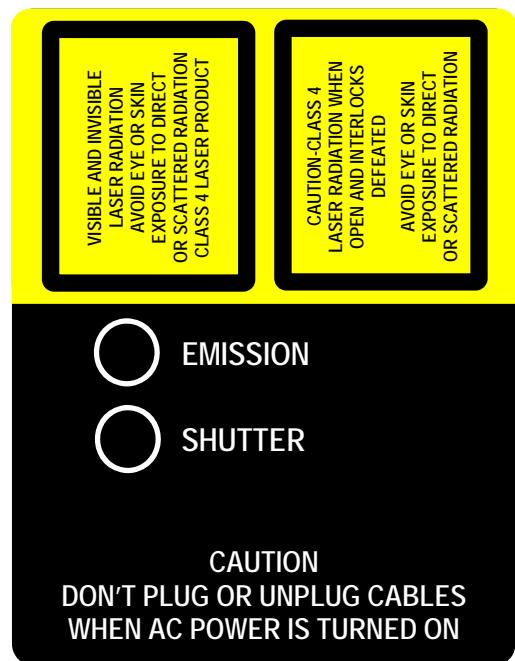 VISIBLE AND INVISIBLE
LASER RADIATION
AVOID EYE OR SKIN
EXPOSURE TO DIRECT
OR SCATTERED RADIATION
CLASS 4 LASER PRODUCT
CAUTION-CLASS 4
LASER RADIATION WHEN
OPEN AND INTERLOCKS
DEFEATED
AVOID EYE OR SKIN
EXPOSURE TO DIRECT
OR SCATTERED RADIATION
EMISSION
SHUTTER
CAUTION
DON'T PLUG OR UNPLUG CABLES
WHEN AC POWER IS TURNED ON